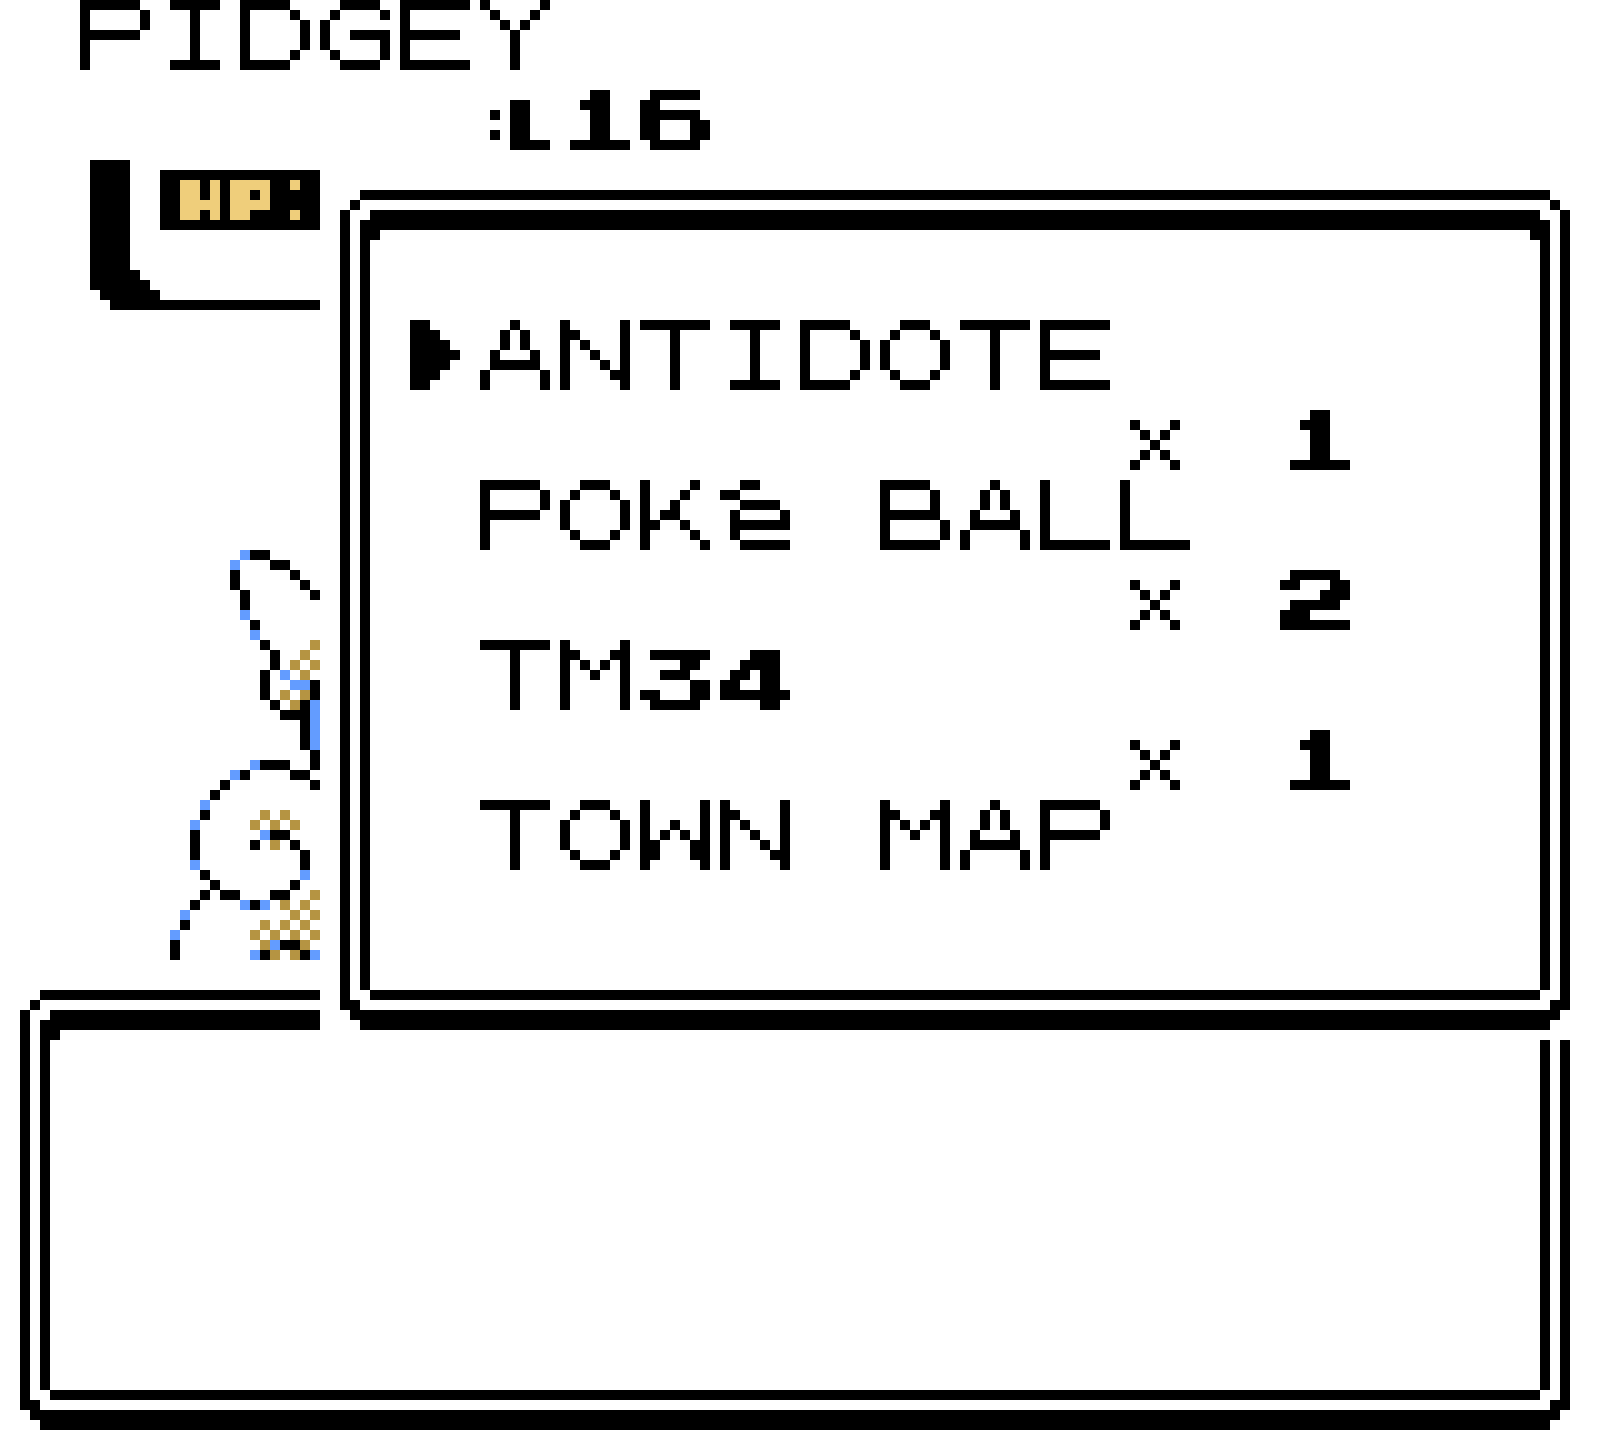 PIDGEY
:L16
HP:
▶ANTIDOTE
× 1
POKé BALL
× 2
TM34
× 1
TOWN MAP